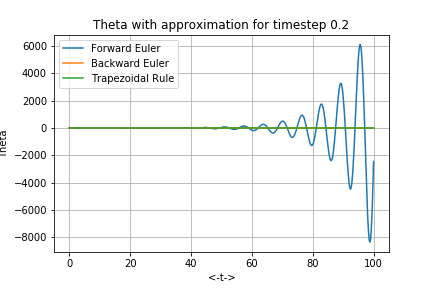 Theta with approximation for timestep 0.2
Forward Euler
Backward Euler
Trapezoidal Rule
6000
4000
2000
0
−2000
−4000
−6000
−8000
Theta
0
20
40
60
80
100
<-t->